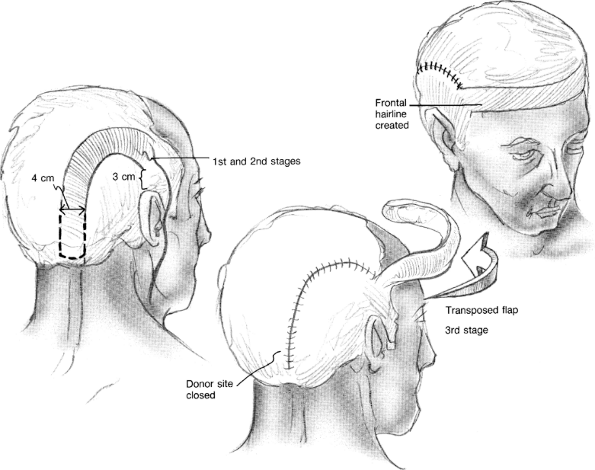 Frontal
hairline
created
1st and 2nd stages
4 cm
3 cm
Transposed flap
3rd stage
Donor site
closed